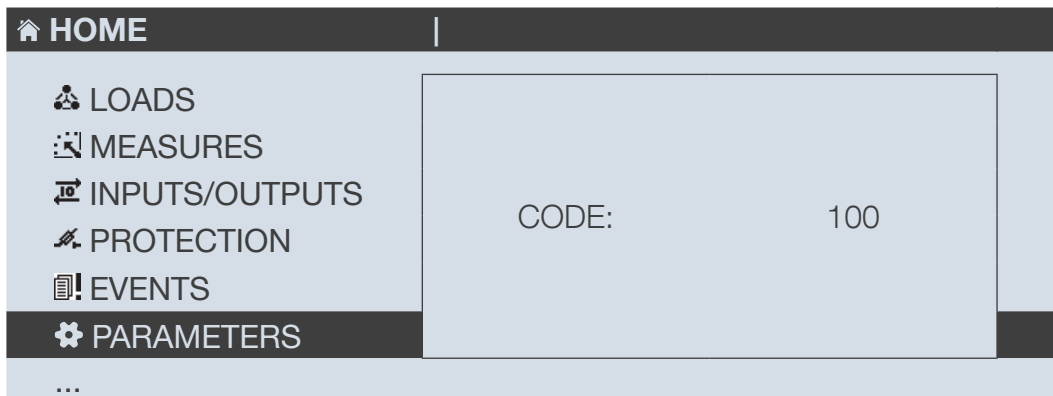 HOME |
LOADS
MEASURES
INPUTS/OUTPUTS
PROTECTION
EVENTS
PARAMETERS
...
CODE: 100